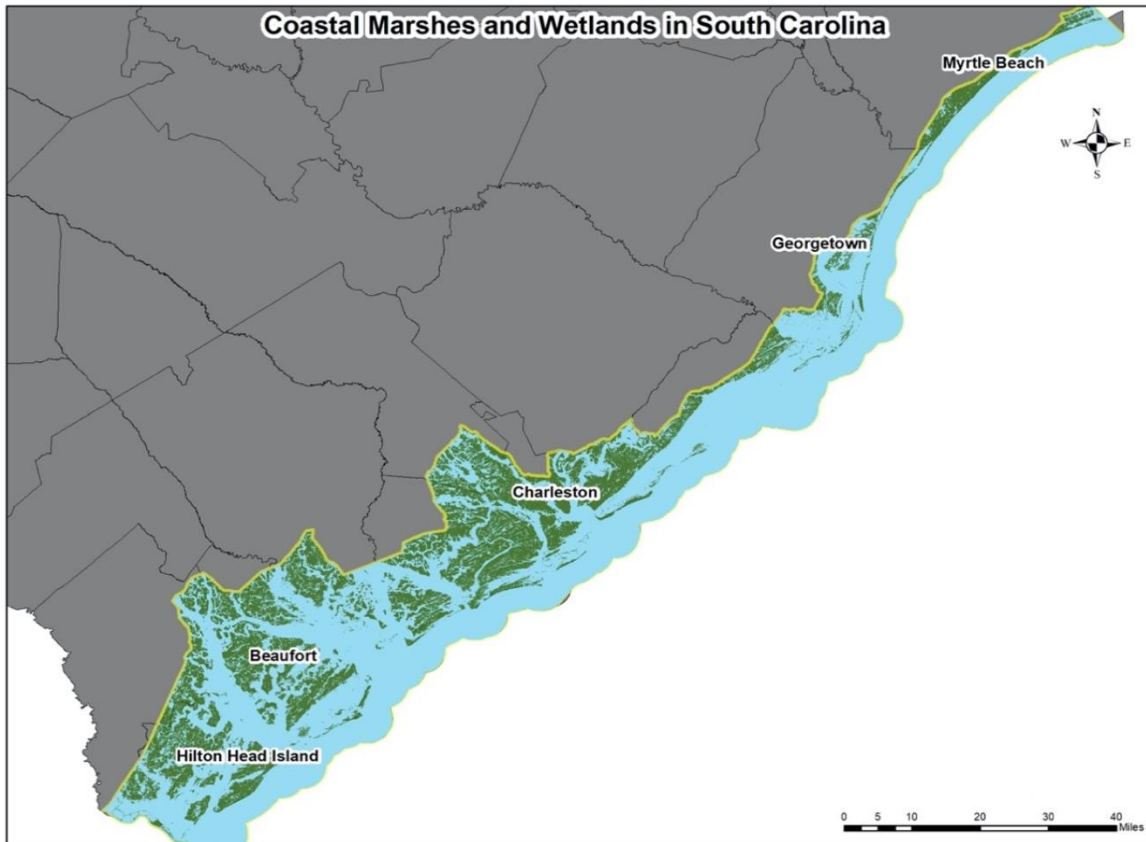 Coastal Marshes and Wetlands in South Carolina
Myrtle Beach
N
W E
S
Georgetown
Charleston
Beaufort
Hilton Head Island
0 5 10 20 30 40
Miles